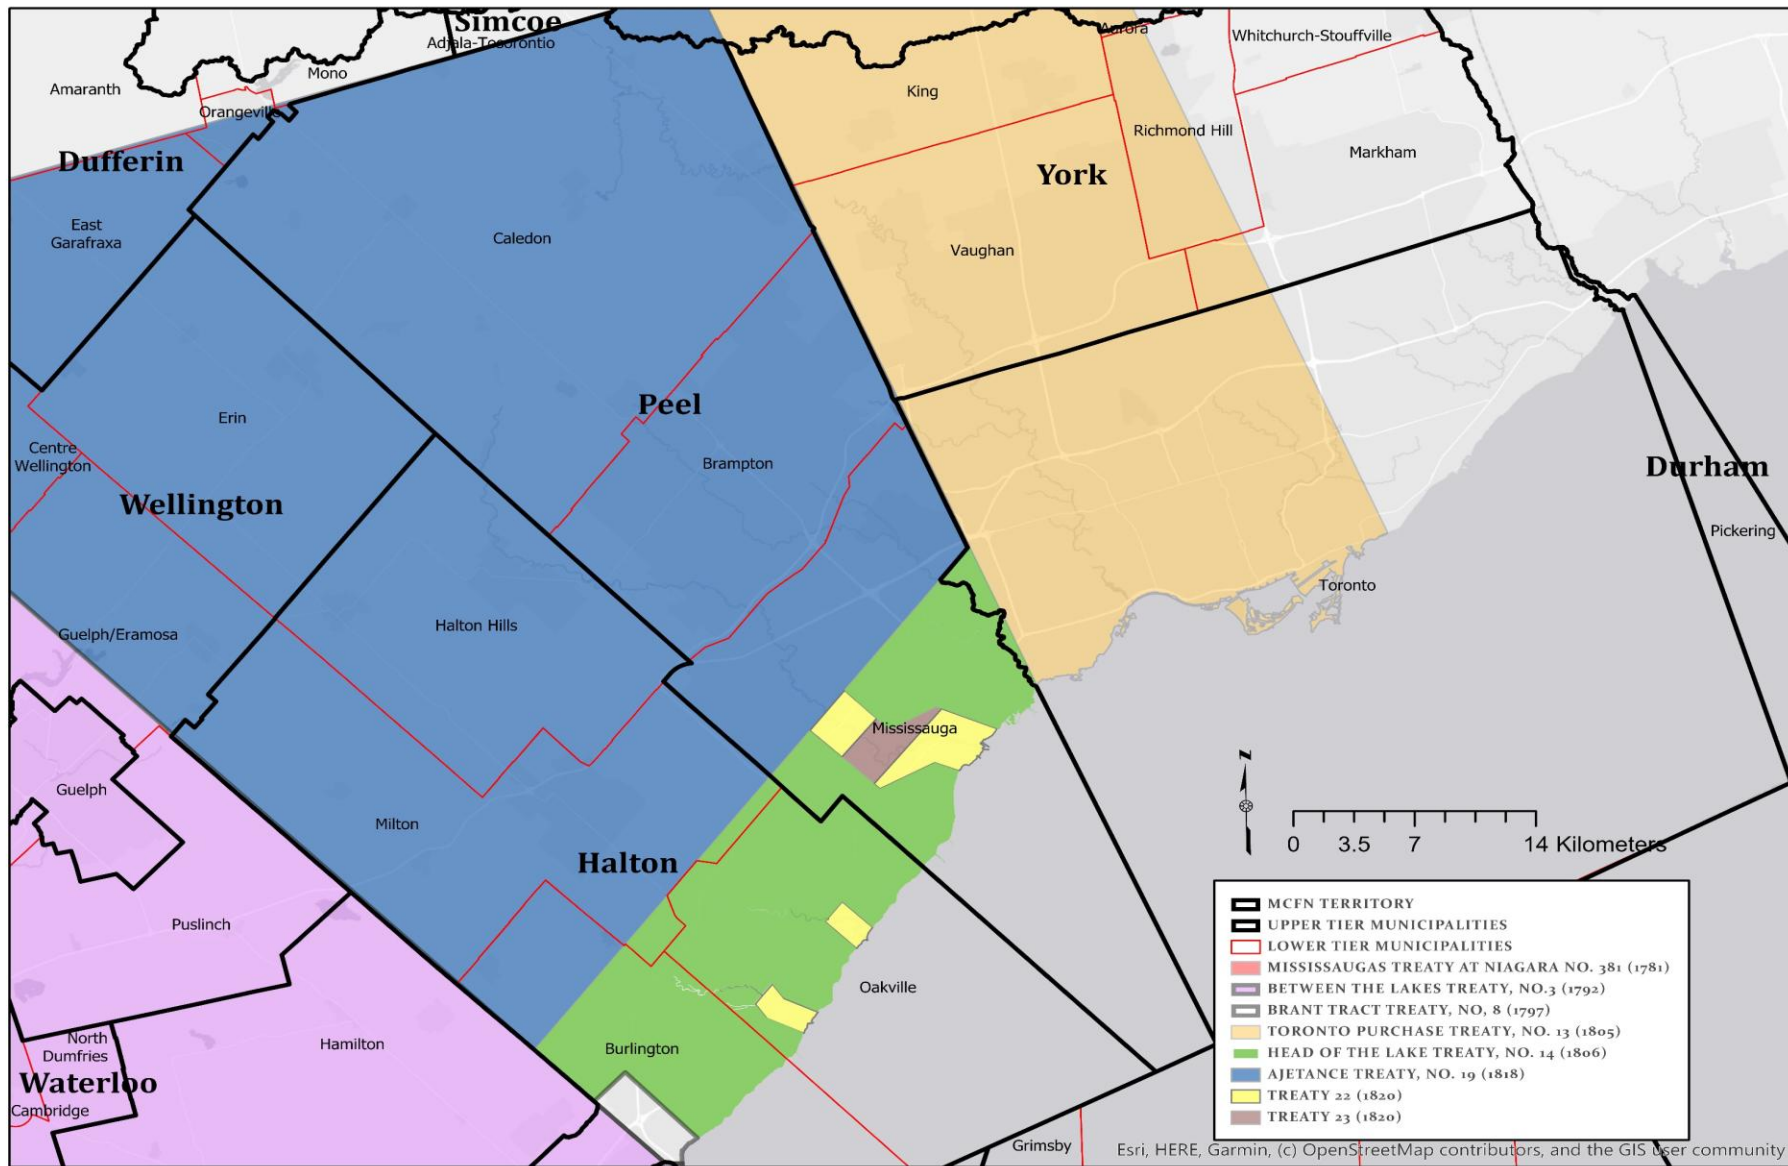 Simcoe
Adjala-Tosorontio
Aurora
Whitchurch-Stouffville
Mono
Amaranth
King
Orangeville
Richmond Hill
Markham
Dufferin
York
East
Garafraxa
Caledon
Vaughan
Peel
Erin
Centre
Wellington
Brampton
Durham
Wellington
Pickering
Toronto
Guelph/Eramosa
Halton Hills
Mississauga
N
Guelph
Milton
0 3.5 7 14 Kilometers
Halton
Puslinch
Oakville
North
Dumfries
Hamilton
Burlington
Waterloo
Cambridge
Grimsby
MCFN TERRITORY
UPPER TIER MUNICIPALITIES
LOWER TIER MUNICIPALITIES
MISSISSAUGAS TREATY AT NIAGARA NO. 381 (1781)
BETWEEN THE LAKES TREATY, NO.3 (1792)
BRANT TRACT TREATY, NO, 8 (1797)
TORONTO PURCHASE TREATY, NO. 13 (1805)
HEAD OF THE LAKE TREATY, NO. 14 (1806)
AJETANCE TREATY, NO. 19 (1818)
TREATY 22 (1820)
TREATY 23 (1820)
Esri, HERE, Garmin, (c) OpenStreetMap contributors, and the GIS user community